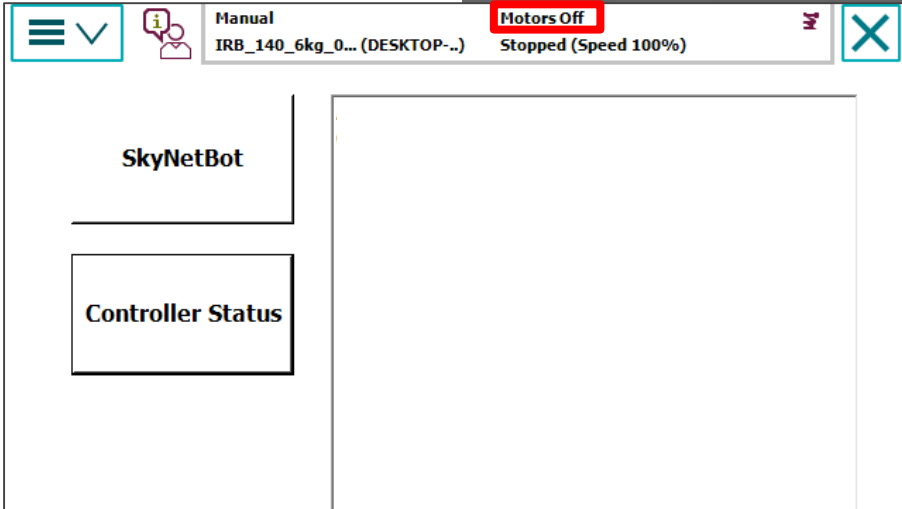 Manual
Motors Off
IRB_140_6kg_0... (DESKTOP-..)
Stopped (Speed 100%)
SkyNetBot
Controller Status